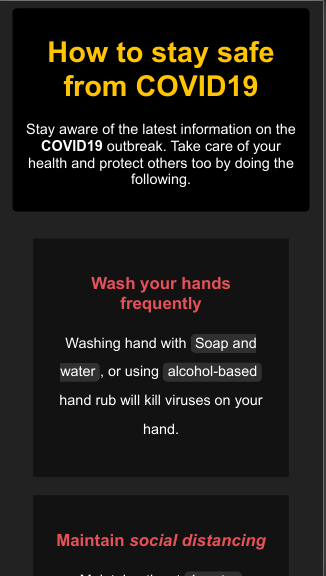 How to stay safe
from COVID19
Stay aware of the latest information on the
COVID19 outbreak. Take care of your
health and protect others too by doing the
following.
Wash your hands
frequently
Washing hand with Soap and
water , or using alcohol-based
hand rub will kill viruses on your
hand.
Maintain social distancing